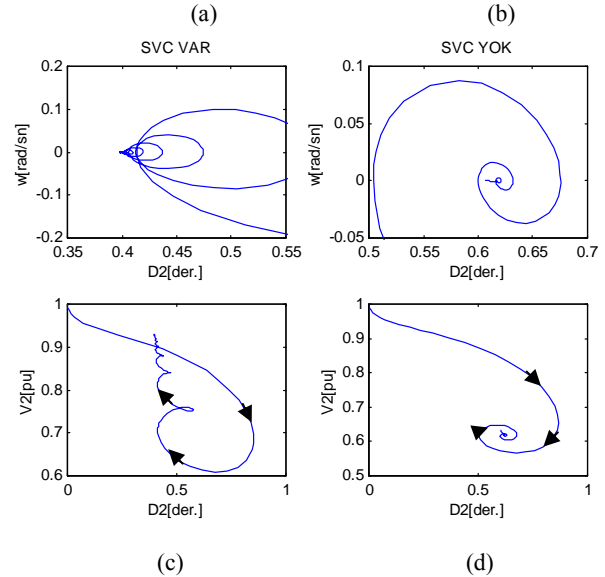 (a) (b)
SVC VAR SVC YOK
0.2
0.1
0
-0.1
-0.2
w[rad/sn]
0.35 0.4 0.45 0.5 0.55
D2[der.]
0.1
0.05
0
-0.05
w[rad/sn]
0.5 0.55 0.6 0.65 0.7
D2[der.]
1
0.9
0.8
0.7
0.6
V2[pu]
0 0.5 1
D2[der.]
1
0.9
0.8
0.7
0.6
0.5
V2[pu]
0 0.5 1
D2[der.]
(c) (d)